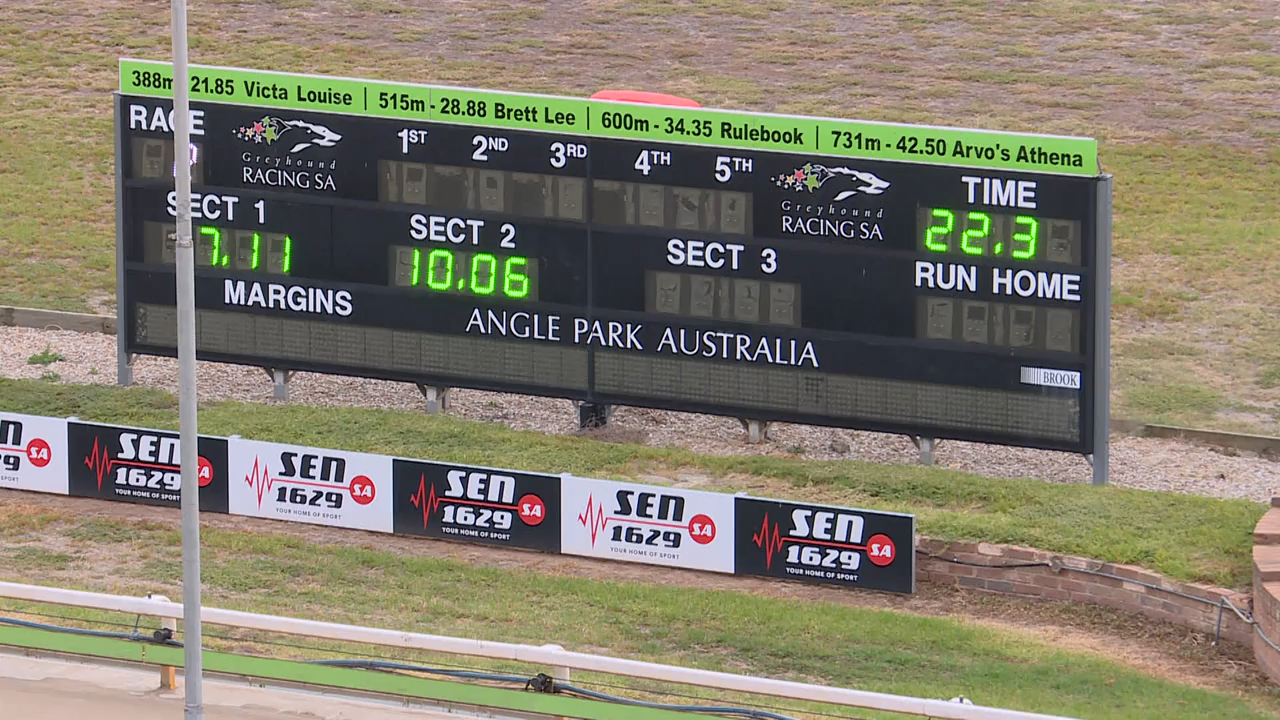 388m 21.85 Victa Louise | 515m - 28.88 Brett Lee | 600m - 34.35 Rulebook | 731m - 42.50 Arvo's Athena
RACE
Greyhound
RACING SA
1ST 2ND 3RD 4TH 5TH
Greyhound
RACING SA
TIME
22.3
SECT 1
7.11
SECT 2
10.06
SECT 3
RUN HOME
MARGINS
ANGLE PARK AUSTRALIA
BROOK
SA
SEN
1629
SA
YOUR HOME OF SPORT
SEN
1629
SA
YOUR HOME OF SPORT
SEN
1629
SA
YOUR HOME OF SPORT
SEN
1629
SA
YOUR HOME OF SPORT
SEN
1629
SA
YOUR HOME OF SPORT